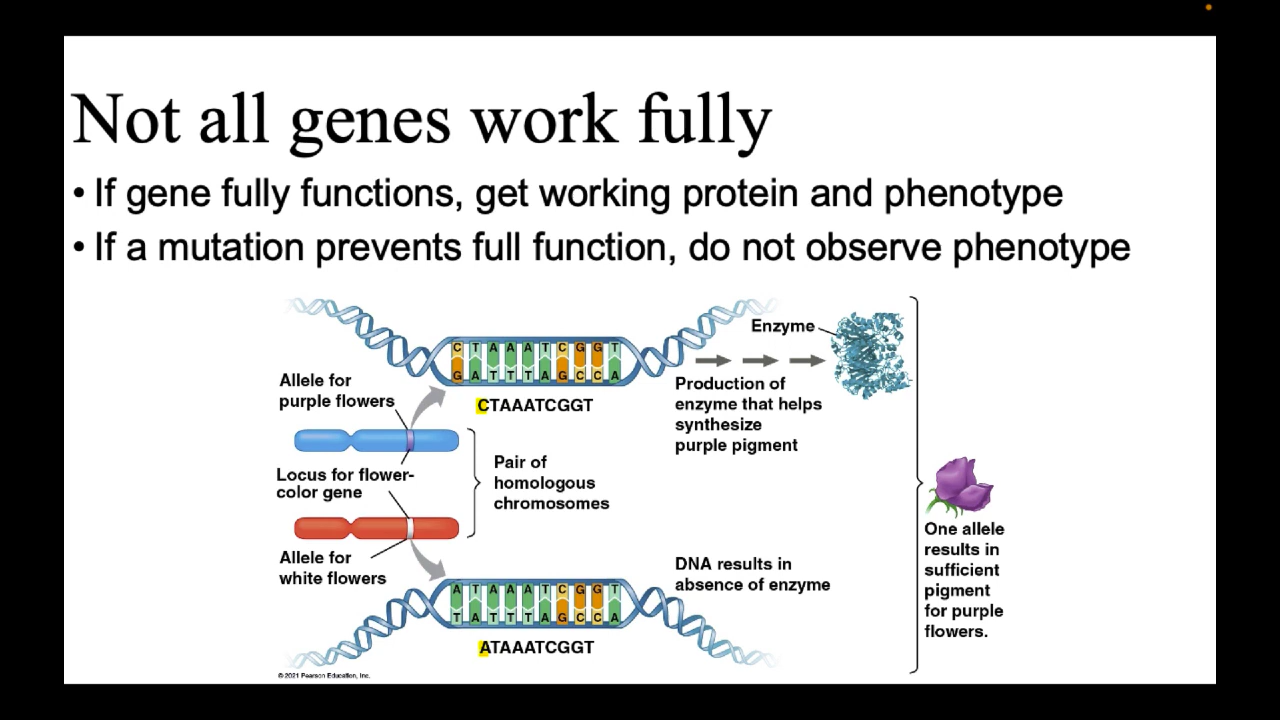 Not all genes work fully
• If gene fully functions, get working protein and phenotype
• If a mutation prevents full function, do not observe phenotype
Enzyme
C T A A A T C G G T
G A T T T A G C C A
CTAAATCGGT
Allele for
purple flowers
Production of
enzyme that helps
synthesize
purple pigment
Locus for flower-
color gene
Pair of
homologous
chromosomes
Allele for
white flowers
DNA results in
absence of enzyme
A T A A A T C G G T
T A T T T A G C C A
ATAAATCGGT
One allele
results in
sufficient
pigment
for purple
flowers.
© 2021 Pearson Education, Inc.